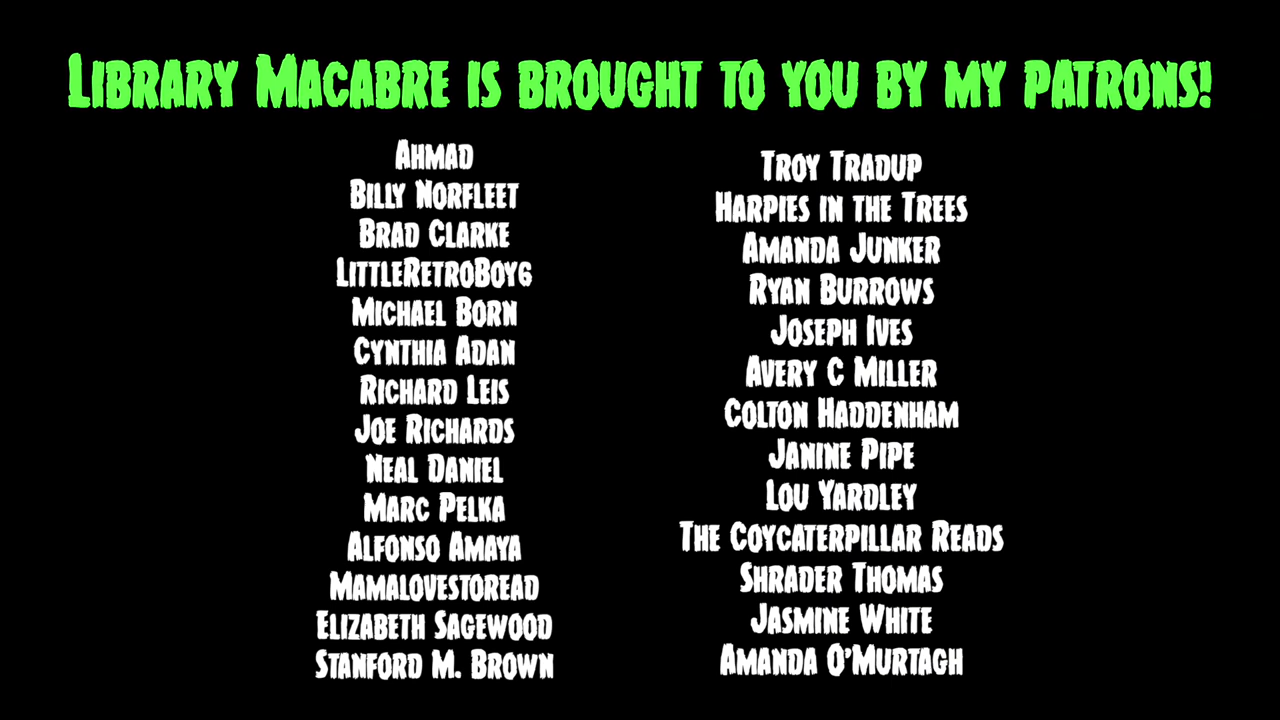 Library Macabre is brought to you by my patrons!
Ahmad
Billy Norfleet
Brad Clarke
LittleRetroBoy6
Michael Born
Cynthia Adan
Richard Leis
Joe Richards
Neal Daniel
Marc Pelka
Alfonso Amaya
Mamalovestoread
Elizabeth Sagewood
Stanford M. Brown
Troy Tradup
Harpies in the Trees
Amanda Junker
Ryan Burrows
Joseph Ives
Avery C Miller
Colton Haddenham
Janine Pipe
Lou Yardley
The Coycaterpillar Reads
Shrader Thomas
Jasmine White
Amanda O'Murtagh